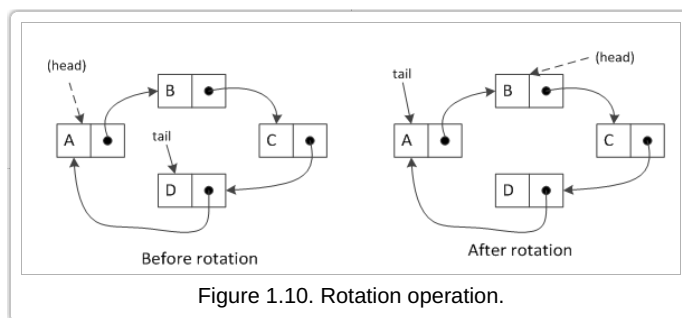 (head)
B
A
C
tail
D
Before rotation
(head)
tail
B
A
C
D
After rotation
Figure 1.10. Rotation operation.